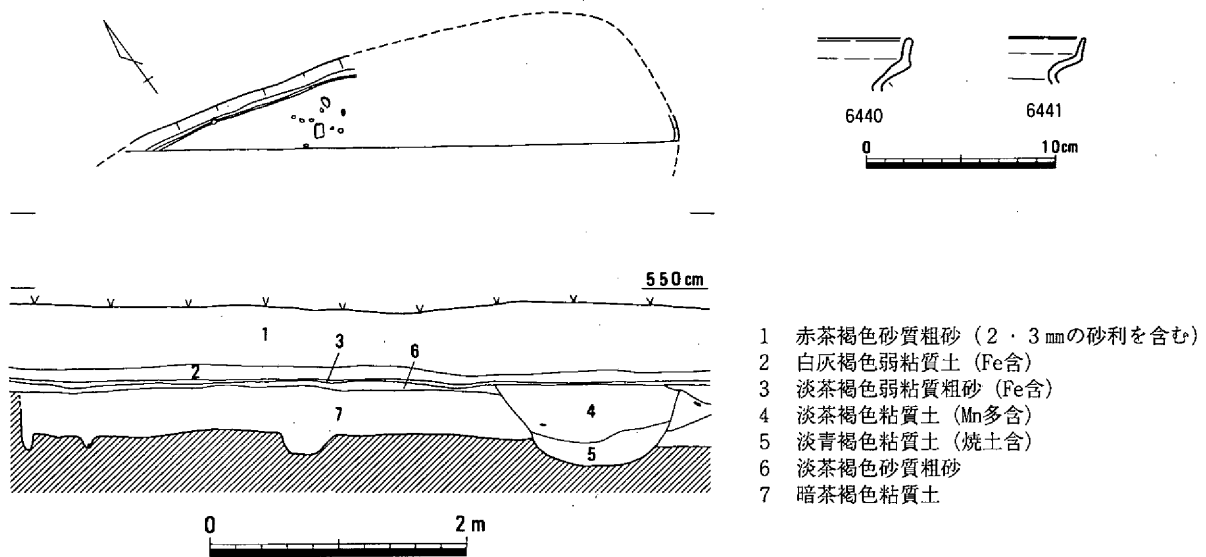 6440
6441
0 10cm
550cm
1
3
6
2
7
4
5
0 2 m
1 赤茶褐色砂質粗砂（2・3㎜の砂利を含む）
2 白灰褐色弱粘質土（Fe含）
3 淡茶褐色弱粘質粗砂（Fe含）
4 淡茶褐色粘質土（Mn多含）
5 淡青褐色粘質土（焼土含）
6 淡茶褐色砂質粗砂
7 暗茶褐色粘質土